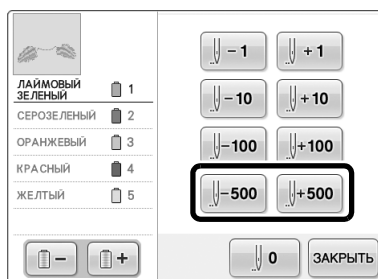 ЛАЙМОВЫЙ
ЗЕЛЕНЫЙ 1
СЕРОЗЕЛЕНЫЙ 2
ОРАНЖЕВЫЙ 3
КРАСНЫЙ 4
ЖЕЛТЫЙ 5
− +
−1 +1
−10 +10
−100 +100
−500 +500
0 ЗАКРЫТЬ